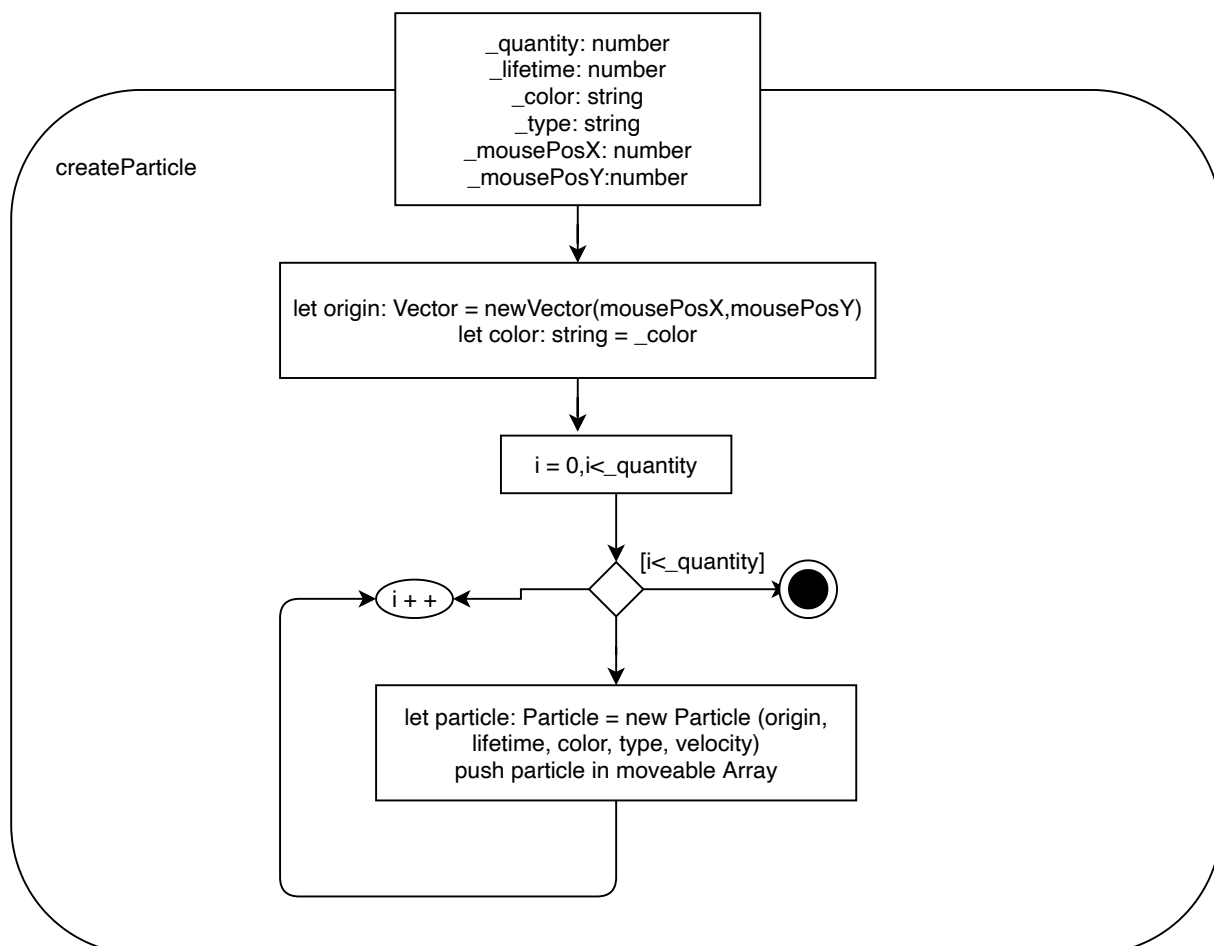 _quantity: number
_lifetime: number
_color: string
_type: string
_mousePosX: number
_mousePosY:number
createParticle
let origin: Vector = newVector(mousePosX,mousePosY)
let color: string = _color
i = 0,i<_quantity
[i<_quantity]
i + +
let particle: Particle = new Particle (origin,
lifetime, color, type, velocity)
push particle in moveable Array